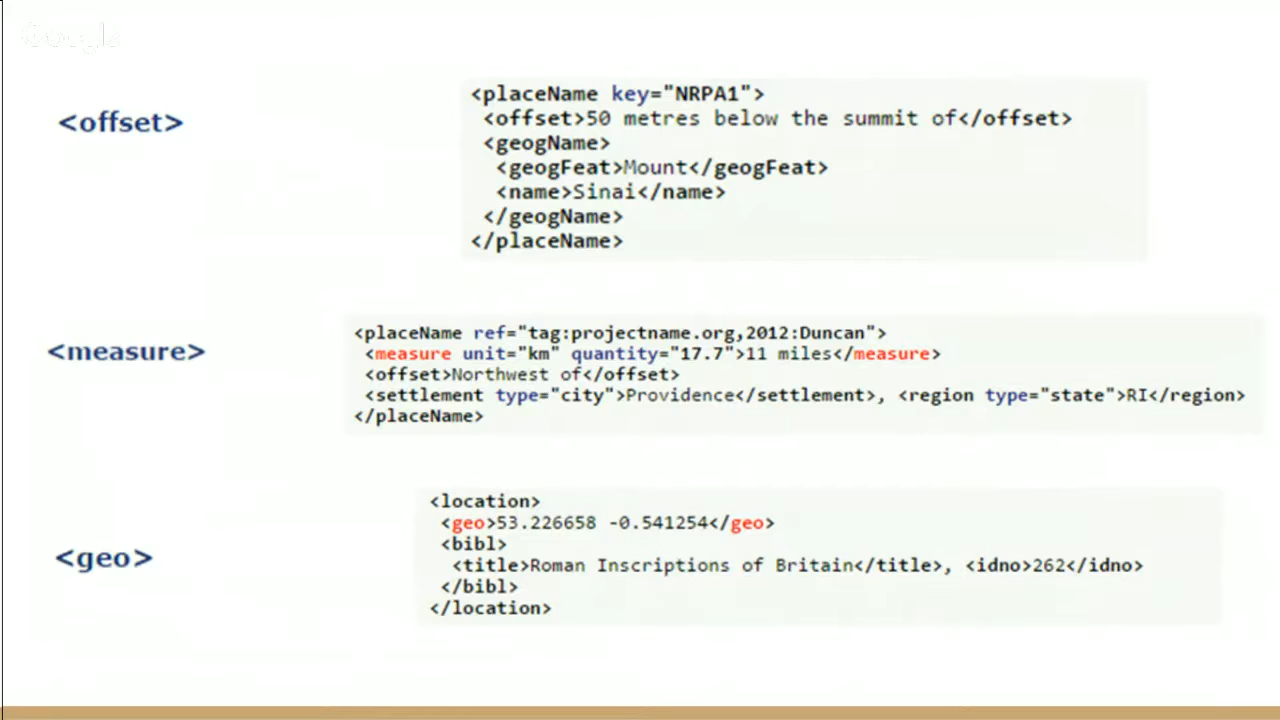 Google
<offset>
<placeName key="NRPA1">
<offset>50 metres below the summit of</offset>
<geogName>
<geogFeat>Mount</geogFeat>
<name>Sinai</name>
</geogName>
</placeName>
<measure>
<placeName ref="tag:projectname.org,2012:Duncan">
<measure unit="km" quantity="17.7">11 miles</measure>
<offset>Northwest of</offset>
<settlement type="city">Providence</settlement>, <region type="state">RI</region>
</placeName>
<geo>
<location>
<geo>53.226658 -0.541254</geo>
<bibl>
<title>Roman Inscriptions of Britain</title>, <idno>262</idno>
</bibl>
</location>